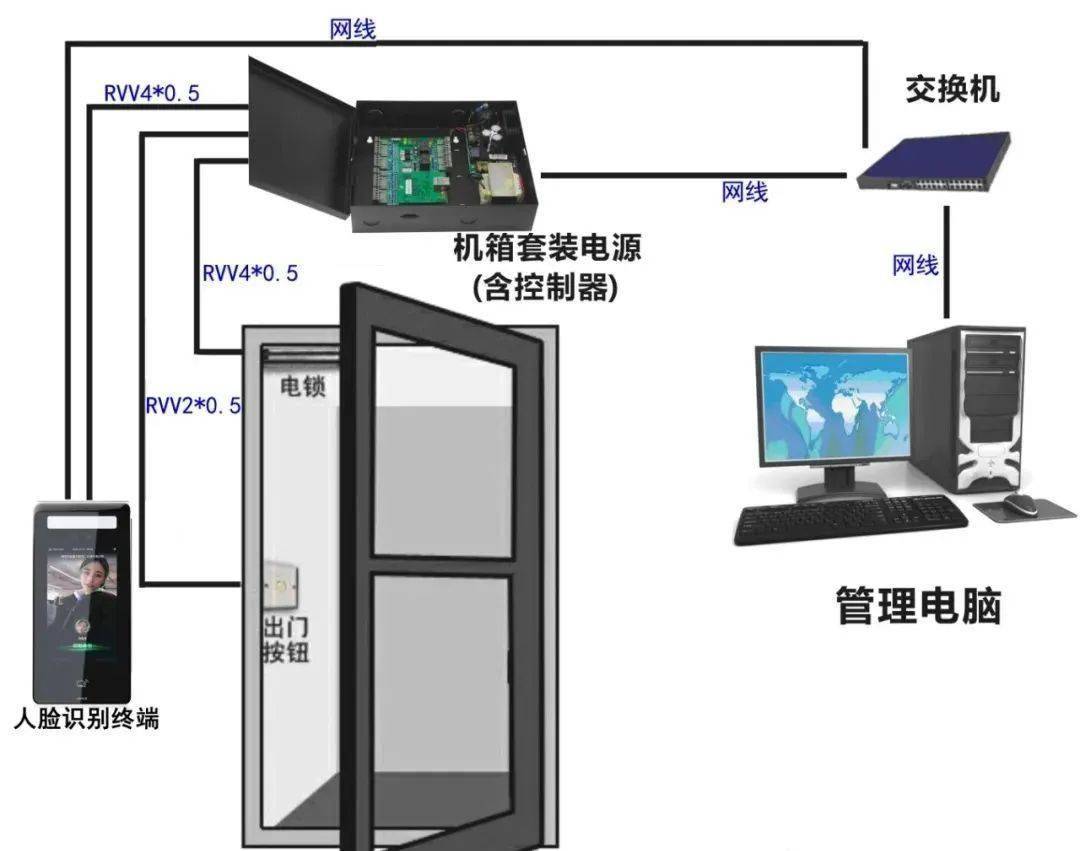 网线
RVV4*0.5
交换机
网线
机箱套装电源
(含控制器)
RVV4*0.5
网线
电锁
RVV2*0.5
管理电脑
出门
按钮
人脸识别终端